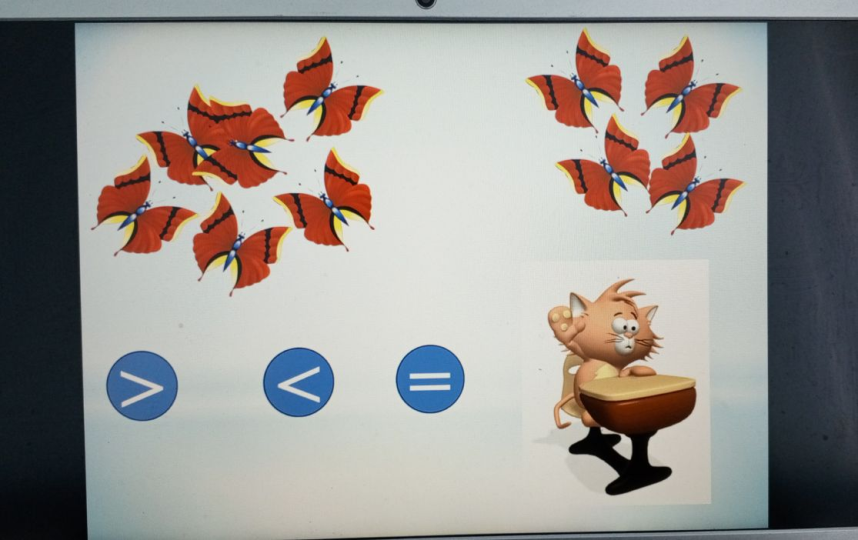 > < =